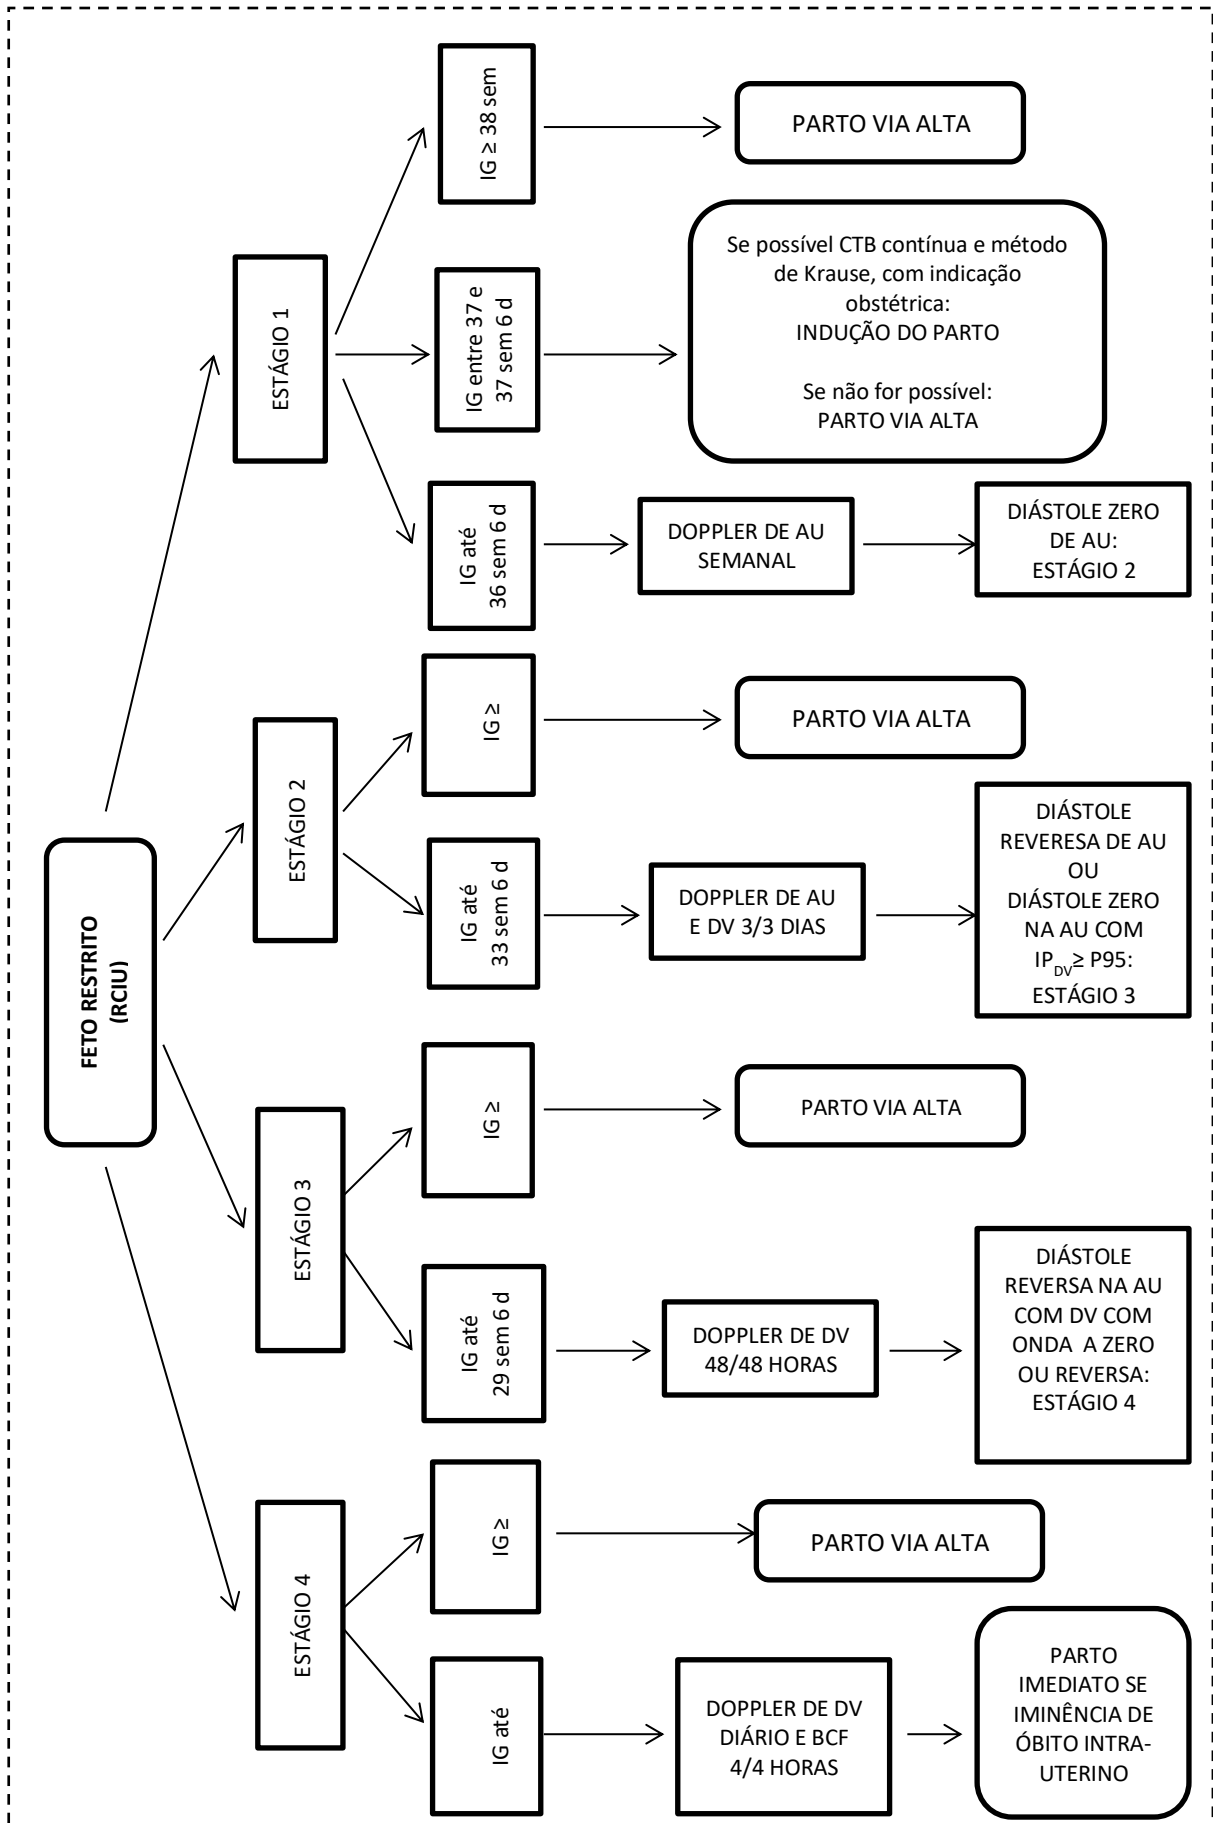 FETO RESTRITO
(RCIU)
ESTÁGIO 1
IG ≥ 38 sem
PARTO VIA ALTA
IG entre 37 e
37 sem 6 d
Se possível CTB contínua e método
de Krause, com indicação
obstétrica:
INDUÇÃO DO PARTO
Se não for possível:
PARTO VIA ALTA
IG até
36 sem 6 d
DOPPLER DE AU
SEMANAL
DIÁSTOLE ZERO
DE AU:
ESTÁGIO 2
ESTÁGIO 2
IG ≥
PARTO VIA ALTA
IG até
33 sem 6 d
DOPPLER DE AU
E DV 3/3 DIAS
DIÁSTOLE
REVERESA DE AU
OU
DIÁSTOLE ZERO
NA AU COM
IP_DV ≥ P95:
ESTÁGIO 3
ESTÁGIO 3
IG ≥
PARTO VIA ALTA
IG até
29 sem 6 d
DOPPLER DE DV
48/48 HORAS
DIÁSTOLE
REVERSA NA AU
COM DV COM
ONDA A ZERO
OU REVERSA:
ESTÁGIO 4
ESTÁGIO 4
IG ≥
PARTO VIA ALTA
IG até
DOPPLER DE DV
DIÁRIO E BCF
4/4 HORAS
PARTO
IMEDIATO SE
IMINÊNCIA DE
ÓBITO INTRA-
UTERINO